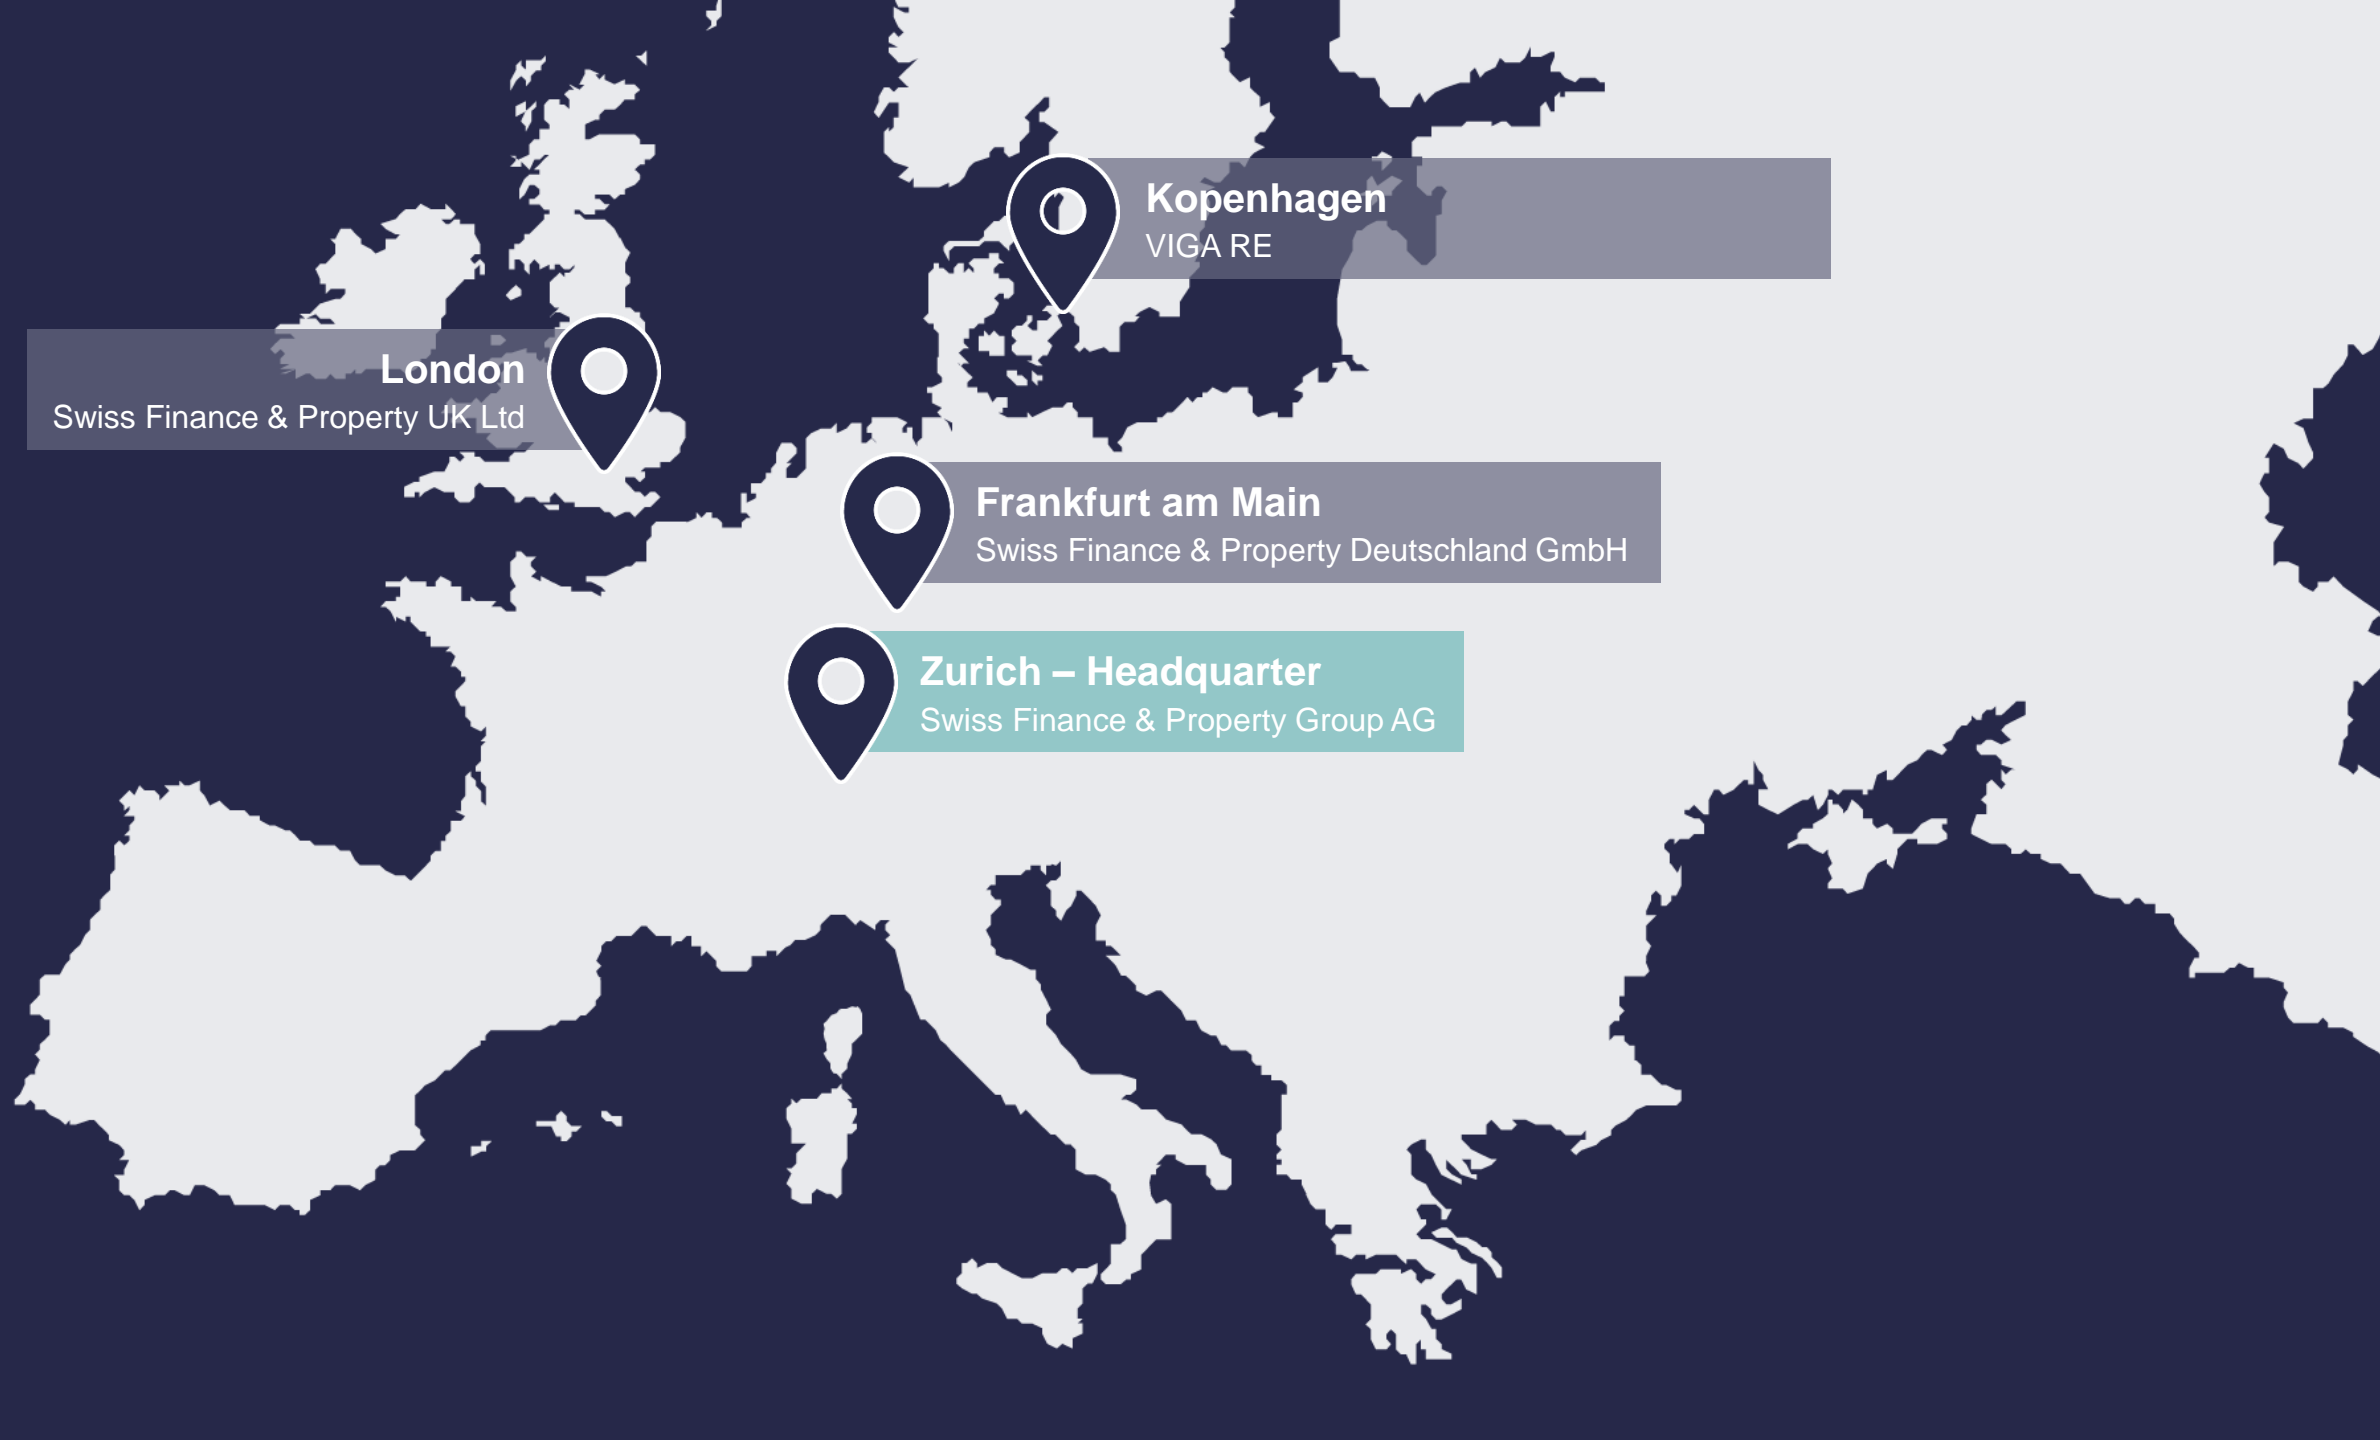 Kopenhagen
VIGA RE
London
Swiss Finance & Property UK Ltd
Frankfurt am Main
Swiss Finance & Property Deutschland GmbH
Zurich – Headquarter
Swiss Finance & Property Group AG